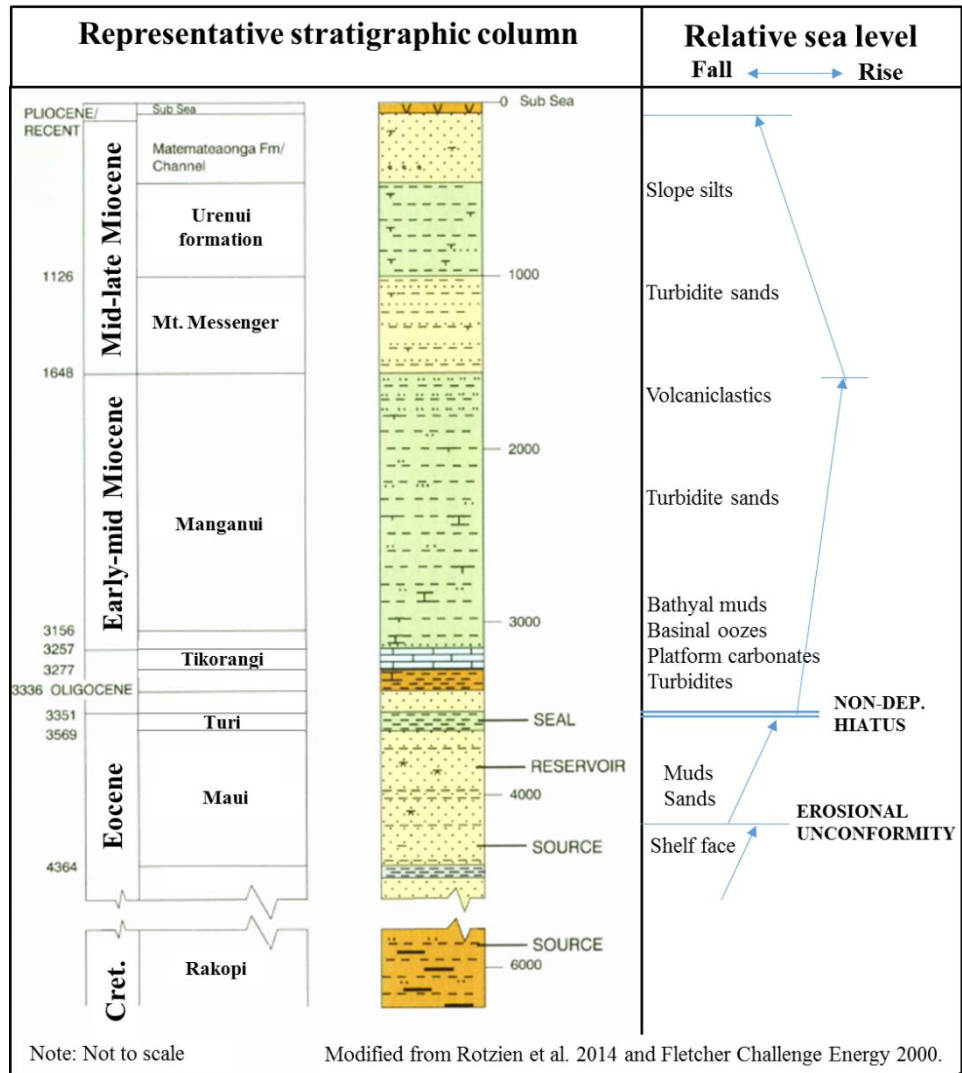 Representative stratigraphic column
Relative sea level
Fall
Rise
PLIOCENE/
RECENT
Sub Sea
Matemateaonga Fm/
Channel
Mid-late Miocene
Urenui
formation
1126
Mt. Messenger
1648
Early-mid Miocene
Manganui
3156
3257
Tikorangi
3277
3336 OLIGOCENE
3351
Turi
3569
Eocene
Maui
4364
Cret.
Rakopi
0 Sub Sea
1000
2000
3000
SEAL
RESERVOIR
4000
SOURCE
SOURCE
6000
Slope silts
Turbidite sands
Volcaniclastics
Turbidite sands
Bathyal muds
Basinal oozes
Platform carbonates
Turbidites
NON-DEP.
HIATUS
Muds
Sands
EROSIONAL
UNCONFORMITY
Shelf face
Note: Not to scale
Modified from Rotzien et al. 2014 and Fletcher Challenge Energy 2000.